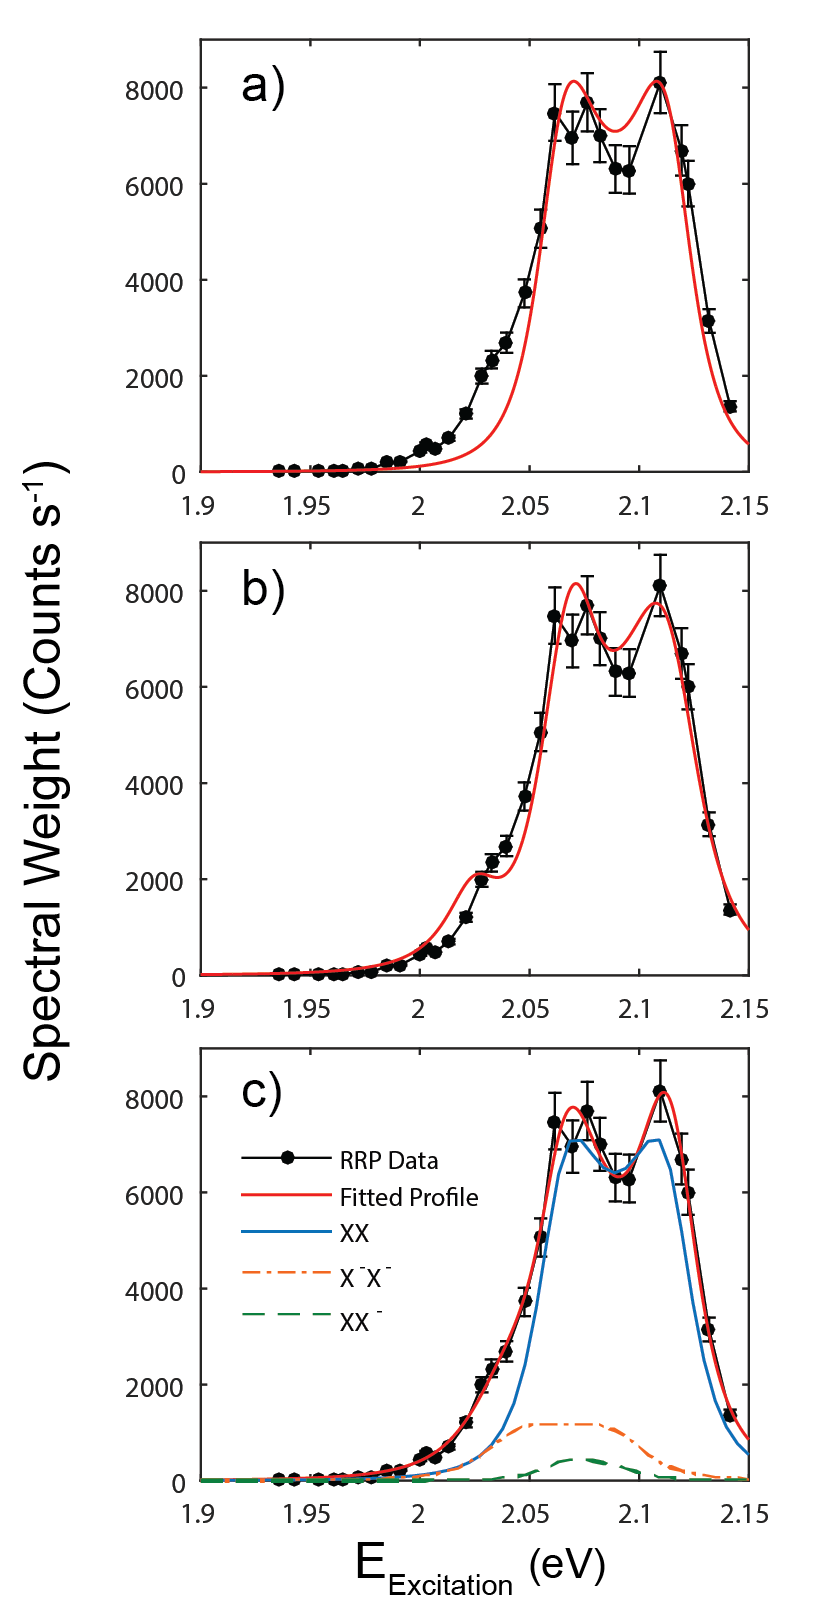 Spectral Weight (Counts s⁻¹)
a)
8000
6000
4000
2000
0
1.9 1.95 2 2.05 2.1 2.15
b)
8000
6000
4000
2000
0
1.9 1.95 2 2.05 2.1 2.15
c)
8000
6000
4000
2000
0
RRP Data
Fitted Profile
XX
X⁻X⁻
XX⁻
1.9 1.95 2 2.05 2.1 2.15
E_Excitation (eV)